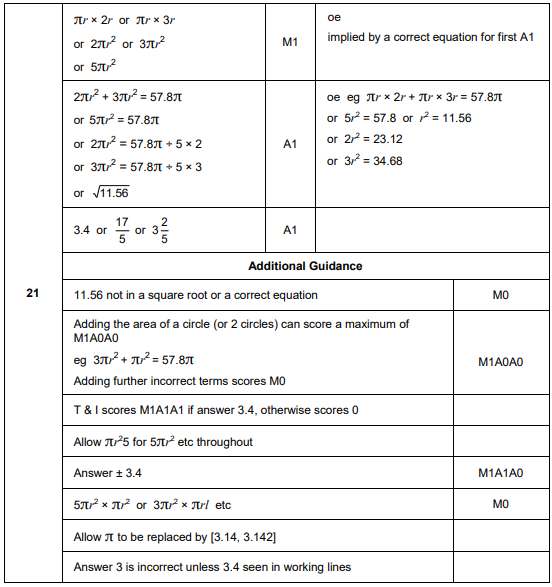 πr × 2r or πr × 3r
or 2πr² or 3πr²
or 5πr²
M1
oe
implied by a correct equation for first A1
2πr² + 3πr² = 57.8π
or 5πr² = 57.8π
or 2πr² = 57.8π ÷ 5 × 2
or 3πr² = 57.8π ÷ 5 × 3
or √11.56
A1
oe eg πr × 2r + πr × 3r = 57.8π
or 5r² = 57.8 or r² = 11.56
or 2r² = 23.12
or 3r² = 34.68
3.4 or 17/5 or 3 2/5
A1
Additional Guidance
21
11.56 not in a square root or a correct equation
M0
Adding the area of a circle (or 2 circles) can score a maximum of
M1A0A0
eg 3πr² + πr² = 57.8π
Adding further incorrect terms scores M0
M1A0A0
T & I scores M1A1A1 if answer 3.4, otherwise scores 0
Allow πr²5 for 5πr² etc throughout
Answer ± 3.4
M1A1A0
5πr² × πr² or 3πr² × πrl etc
M0
Allow π to be replaced by [3.14, 3.142]
Answer 3 is incorrect unless 3.4 seen in working lines